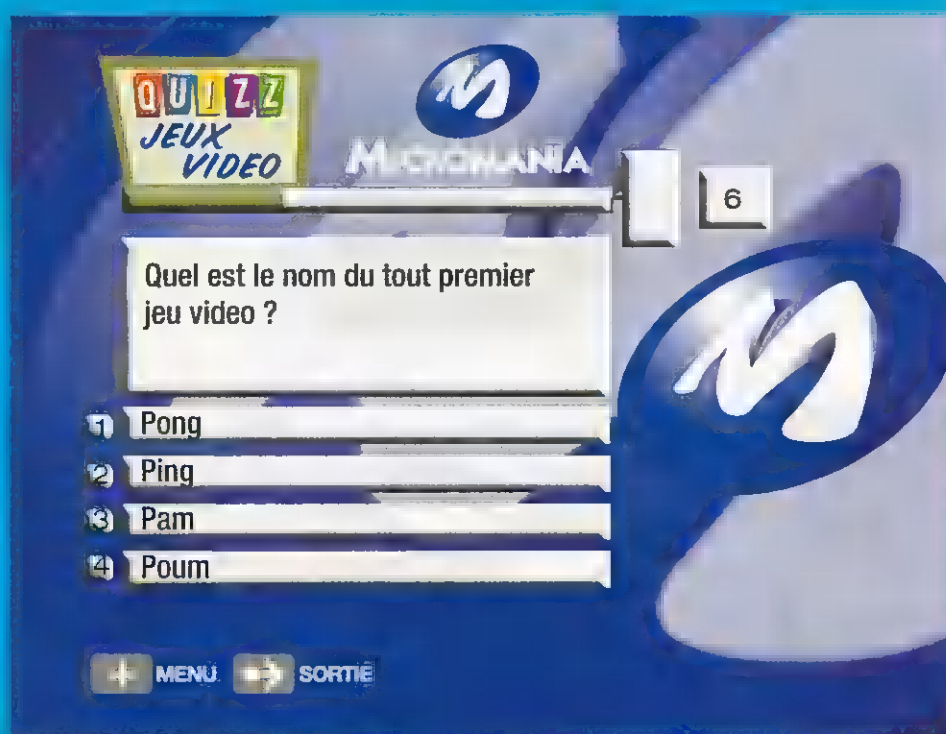 QUIZZ
JEUX
VIDEO
MICROMANIA
6
Quel est le nom du tout premier
jeu video ?
1 Pong
2 Ping
3 Pam
4 Poum
+ MENU → SORTIE